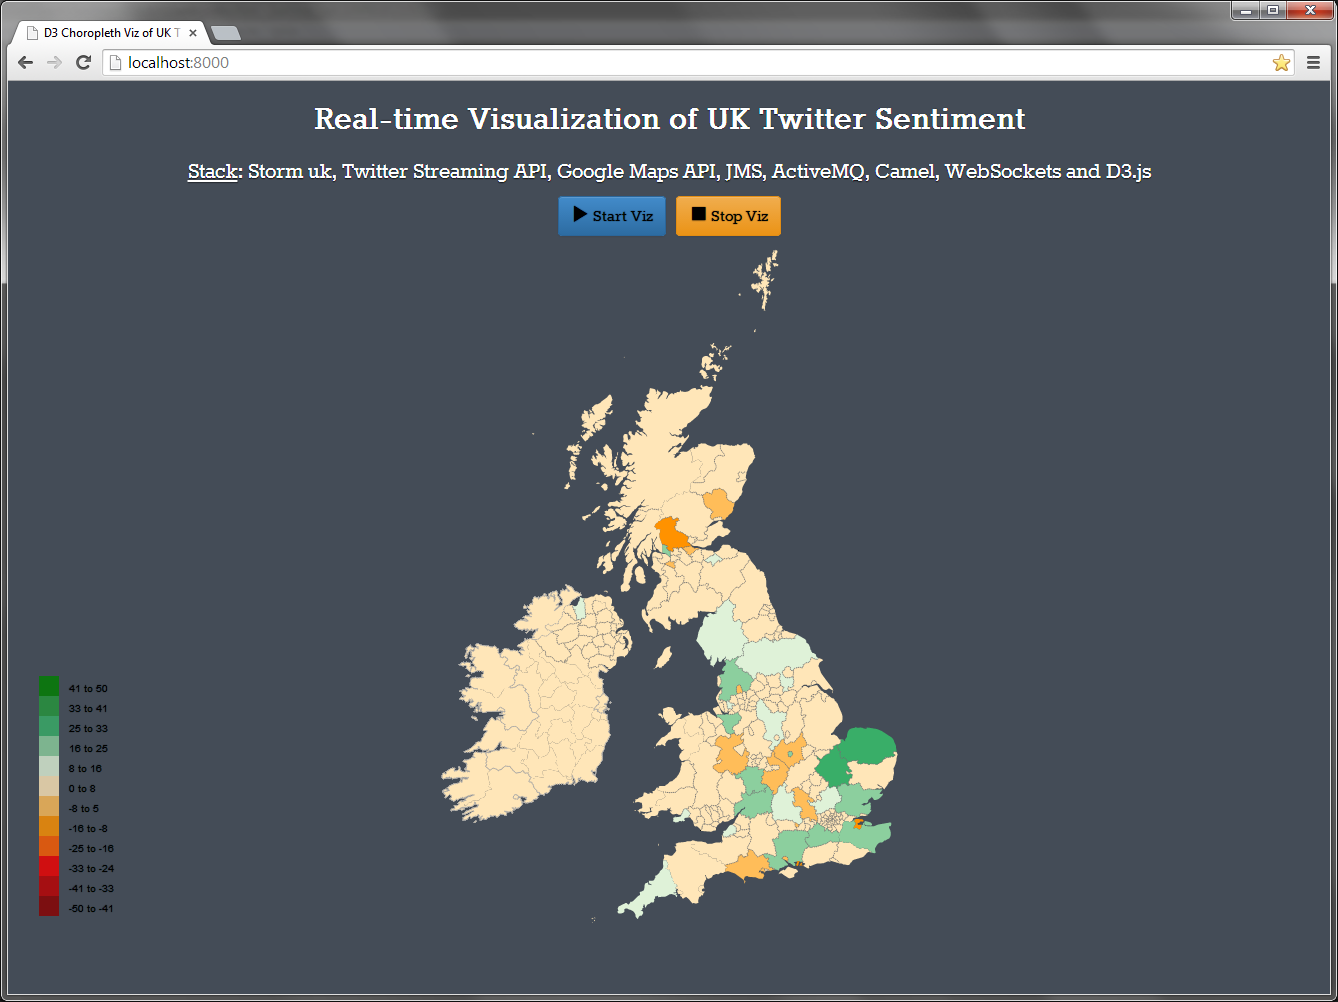 D3 Choropleth Viz of UK T
localhost:8000
Real-time Visualization of UK Twitter Sentiment
Stack: Storm uk, Twitter Streaming API, Google Maps API, JMS, ActiveMQ, Camel, WebSockets and D3.js
Start Viz
Stop Viz
41 to 50
33 to 41
25 to 33
16 to 25
8 to 16
0 to 8
-8 to 5
-16 to -8
-25 to -16
-33 to -24
-41 to -33
-50 to -41